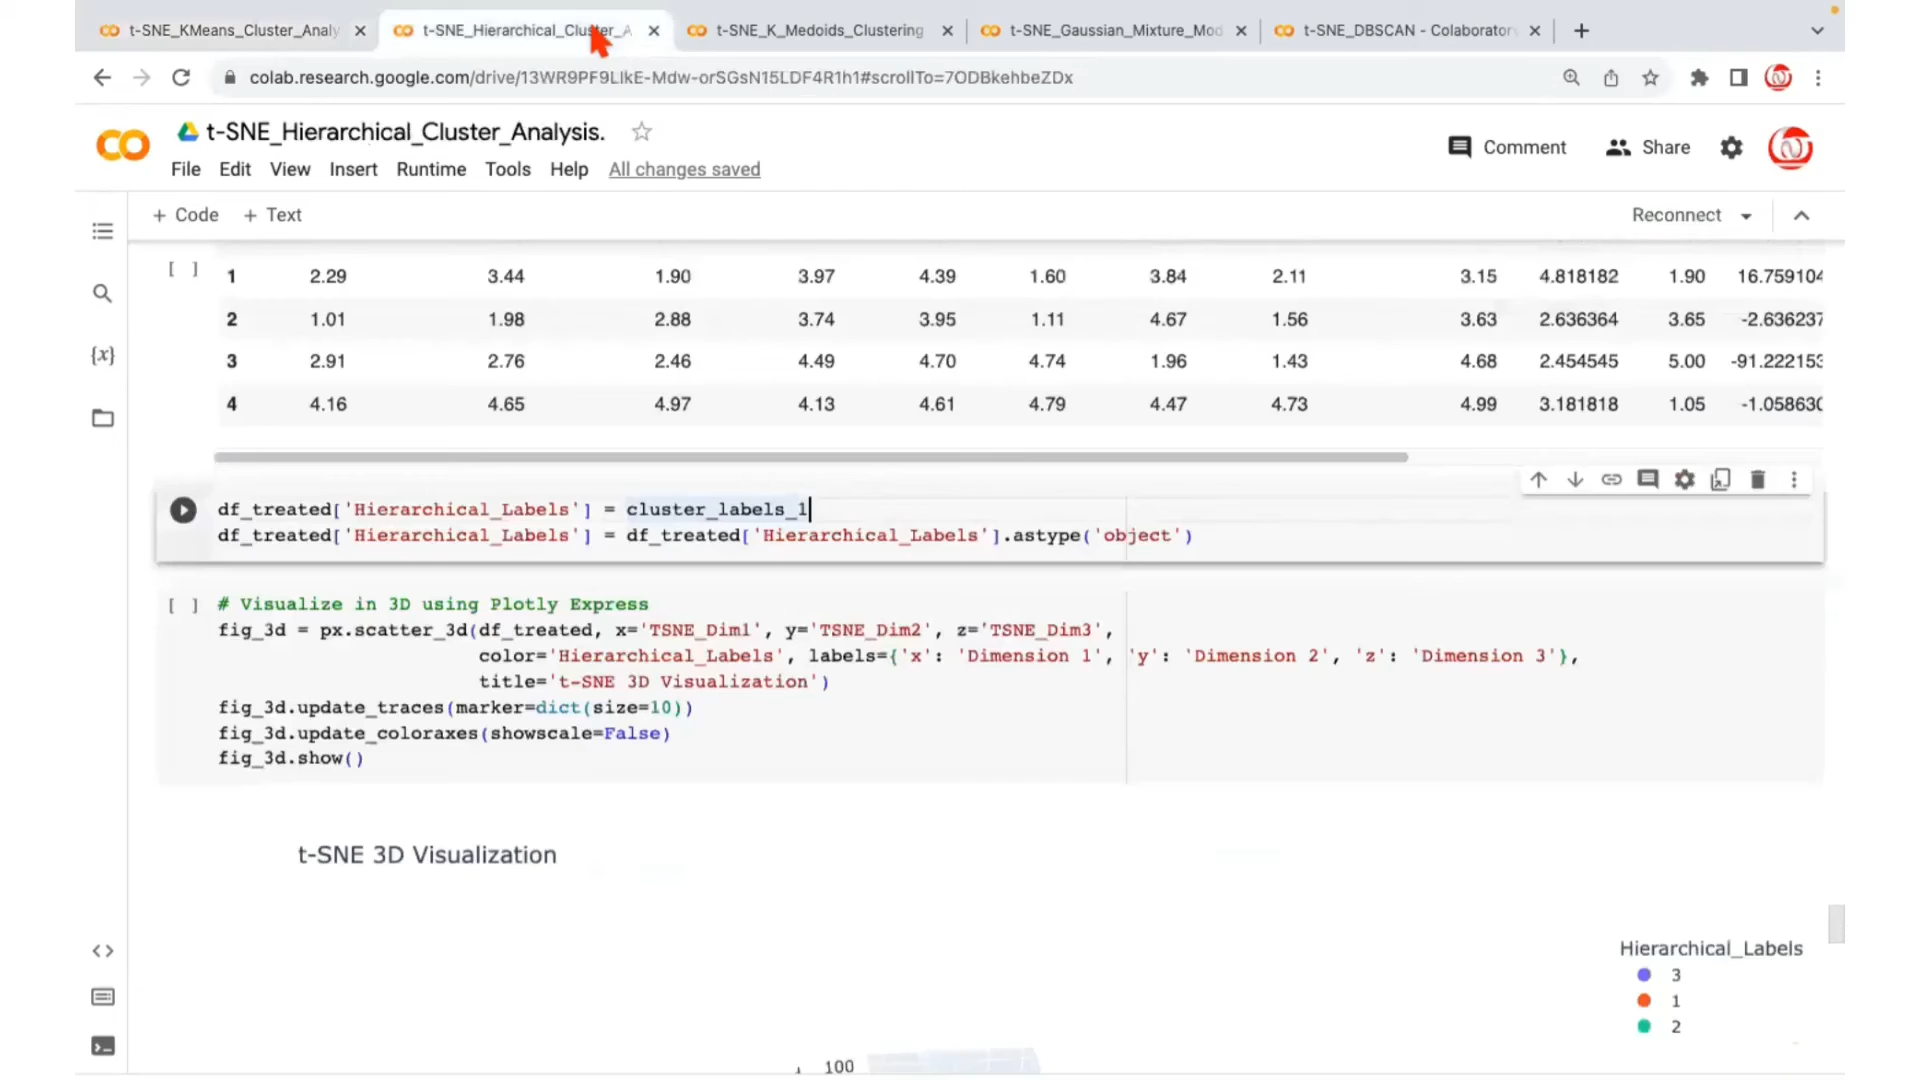 t-SNE_KMeans_Cluster_Analy
t-SNE_Hierarchical_Cluster_A
t-SNE_K_Medoids_Clustering
t-SNE_Gaussian_Mixture_Mod
t-SNE_DBSCAN - Colaboratory
colab.research.google.com/drive/13WR9PF9LlkE-Mdw-orSGsN15LDF4R1h1#scrollTo=7ODBkehbeZDx
CO t-SNE_Hierarchical_Cluster_Analysis.
Comment Share
File Edit View Insert Runtime Tools Help All changes saved
+ Code + Text Reconnect
[ ] 1 2.29 3.44 1.90 3.97 4.39 1.60 3.84 2.11 3.15 4.818182 1.90 16.759104
2 1.01 1.98 2.88 3.74 3.95 1.11 4.67 1.56 3.63 2.636364 3.65 -2.636237
3 2.91 2.76 2.46 4.49 4.70 4.74 1.96 1.43 4.68 2.454545 5.00 -91.222153
4 4.16 4.65 4.97 4.13 4.61 4.79 4.47 4.73 4.99 3.181818 1.05 -1.058630
{x}
df_treated['Hierarchical_Labels'] = cluster_labels_1
df_treated['Hierarchical_Labels'] = df_treated['Hierarchical_Labels'].astype('object')
[ ] # Visualize in 3D using Plotly Express
fig_3d = px.scatter_3d(df_treated, x='TSNE_Dim1', y='TSNE_Dim2', z='TSNE_Dim3',
color='Hierarchical_Labels', labels={'x': 'Dimension 1', 'y': 'Dimension 2', 'z': 'Dimension 3'},
title='t-SNE 3D Visualization')
fig_3d.update_traces(marker=dict(size=10))
fig_3d.update_coloraxes(showscale=False)
fig_3d.show()
t-SNE 3D Visualization
Hierarchical_Labels
3
1
2
100